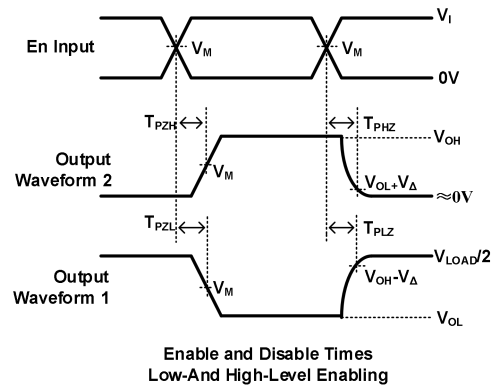 En Input
V_I
V_M
V_M
0V
T_PZH
T_PHZ
V_OH
Output
Waveform 2
V_M
V_OL+V_Δ
≈0V
T_PZL
T_PLZ
V_LOAD/2
Output
Waveform 1
V_M
V_OH-V_Δ
V_OL
Enable and Disable Times
Low-And High-Level Enabling